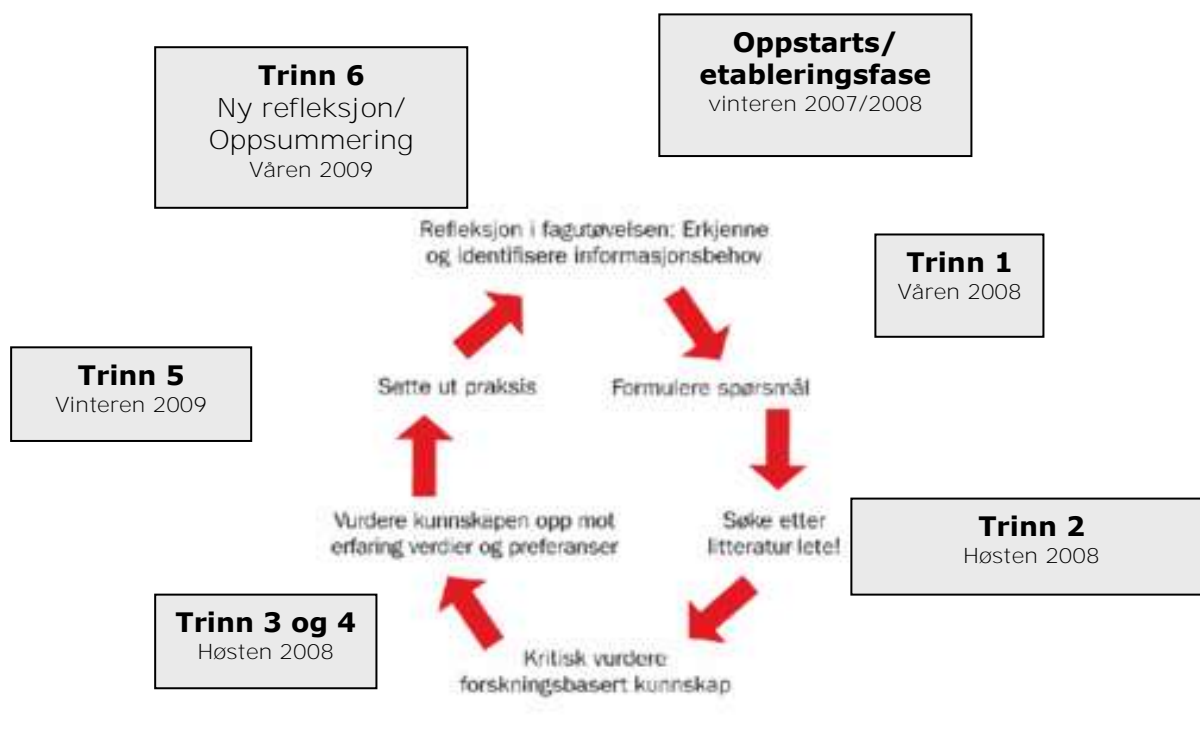 Oppstarts/
etableringsfase
vinteren 2007/2008
Trinn 6
Ny refleksjon/
Oppsummering
Våren 2009
Refleksjon i fagutøvelsen: Erkjenne
og identifisere informasjonsbehov
Trinn 1
Våren 2008
Trinn 5
Vinteren 2009
Sette ut praksis
Formulere spørsmål
Vurdere kunnskapen opp mot
erfaring verdier og preferanser
Søke etter
litteratur lete!
Trinn 2
Høsten 2008
Trinn 3 og 4
Høsten 2008
Kritisk vurdere
forskningsbasert kunnskap